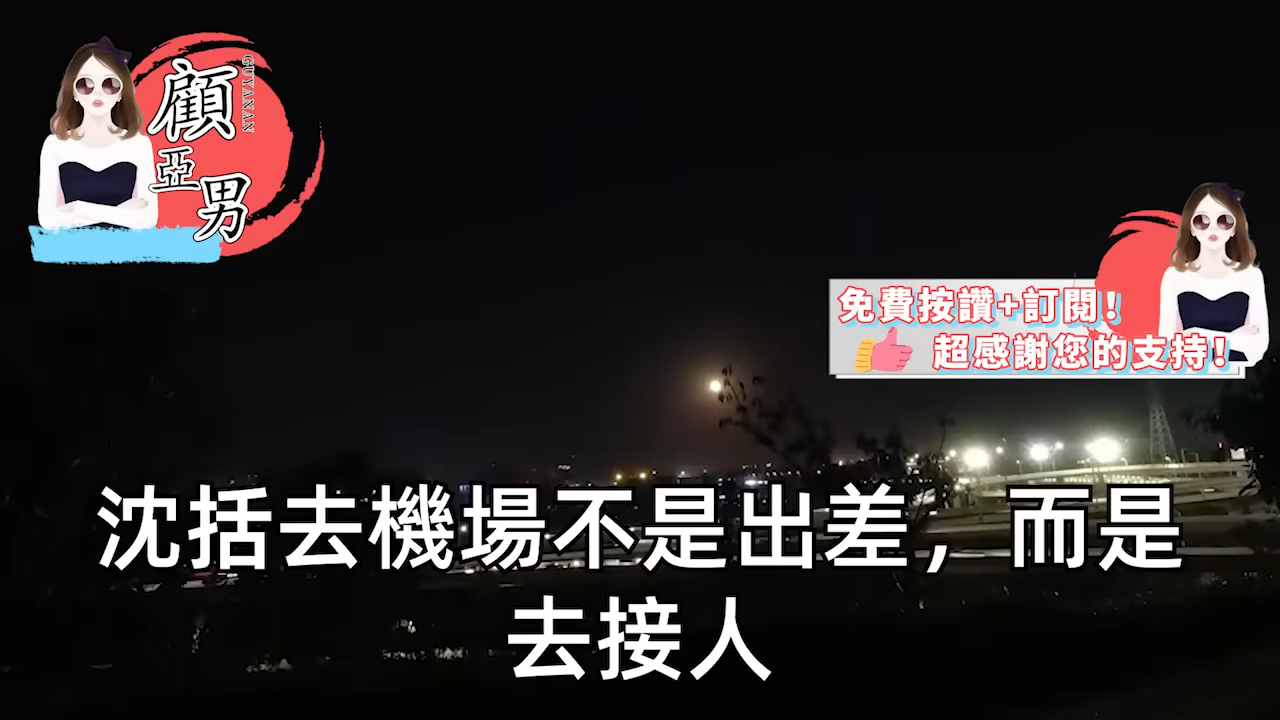 顧
亞
男
GUYANAN
免費按讚+訂閱！
超感謝您的支持！
沈括去機場不是出差，而是
去接人